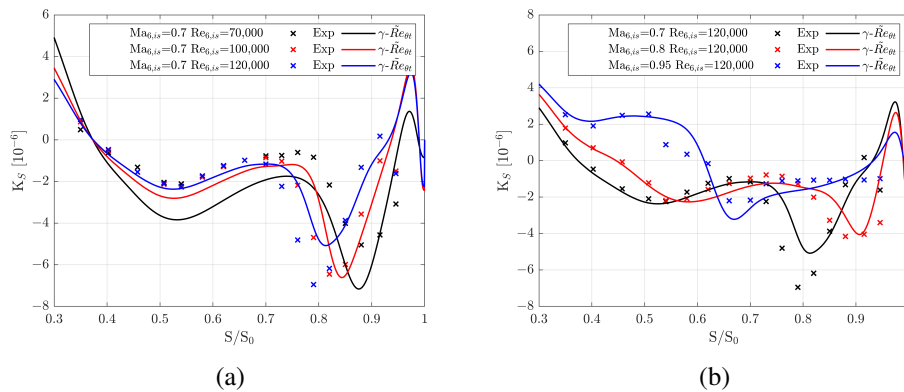 6
Ma6,is=0.7 Re6,is=70,000 × Exp γ-R̃eθt
Ma6,is=0.7 Re6,is=100,000 × Exp γ-R̃eθt
Ma6,is=0.7 Re6,is=120,000 × Exp γ-R̃eθt
4
2
0
-2
-4
-6
-8
K_S [10^-6]
0.3 0.4 0.5 0.6 0.7 0.8 0.9 1
S/S0
(a)
8
Ma6,is=0.7 Re6,is=120,000 × Exp γ-R̃eθt
Ma6,is=0.8 Re6,is=120,000 × Exp γ-R̃eθt
Ma6,is=0.95 Re6,is=120,000 × Exp γ-R̃eθt
6
4
2
0
-2
-4
-6
-8
K_S [10^-6]
0.3 0.4 0.5 0.6 0.7 0.8 0.9
S/S0
(b)